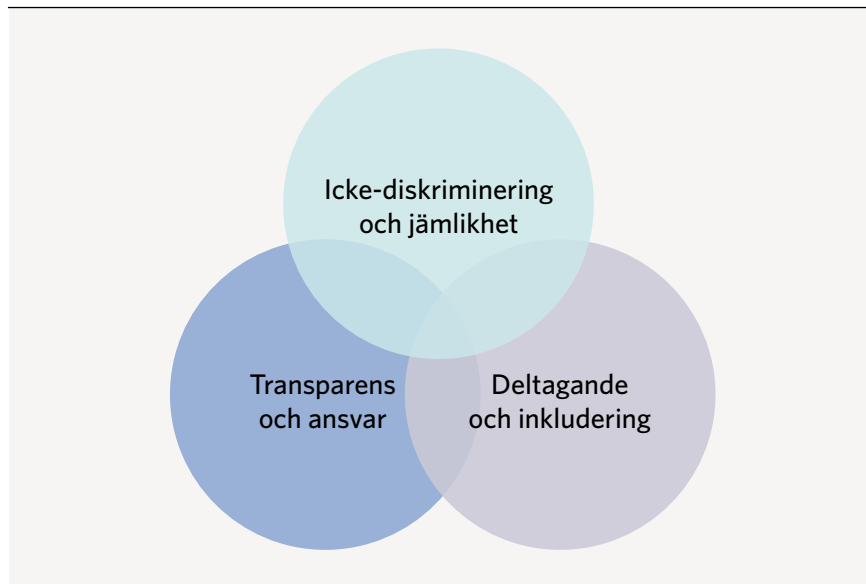 Icke-diskriminering
och jämlikhet
Transparens
och ansvar
Deltagande
och inkludering